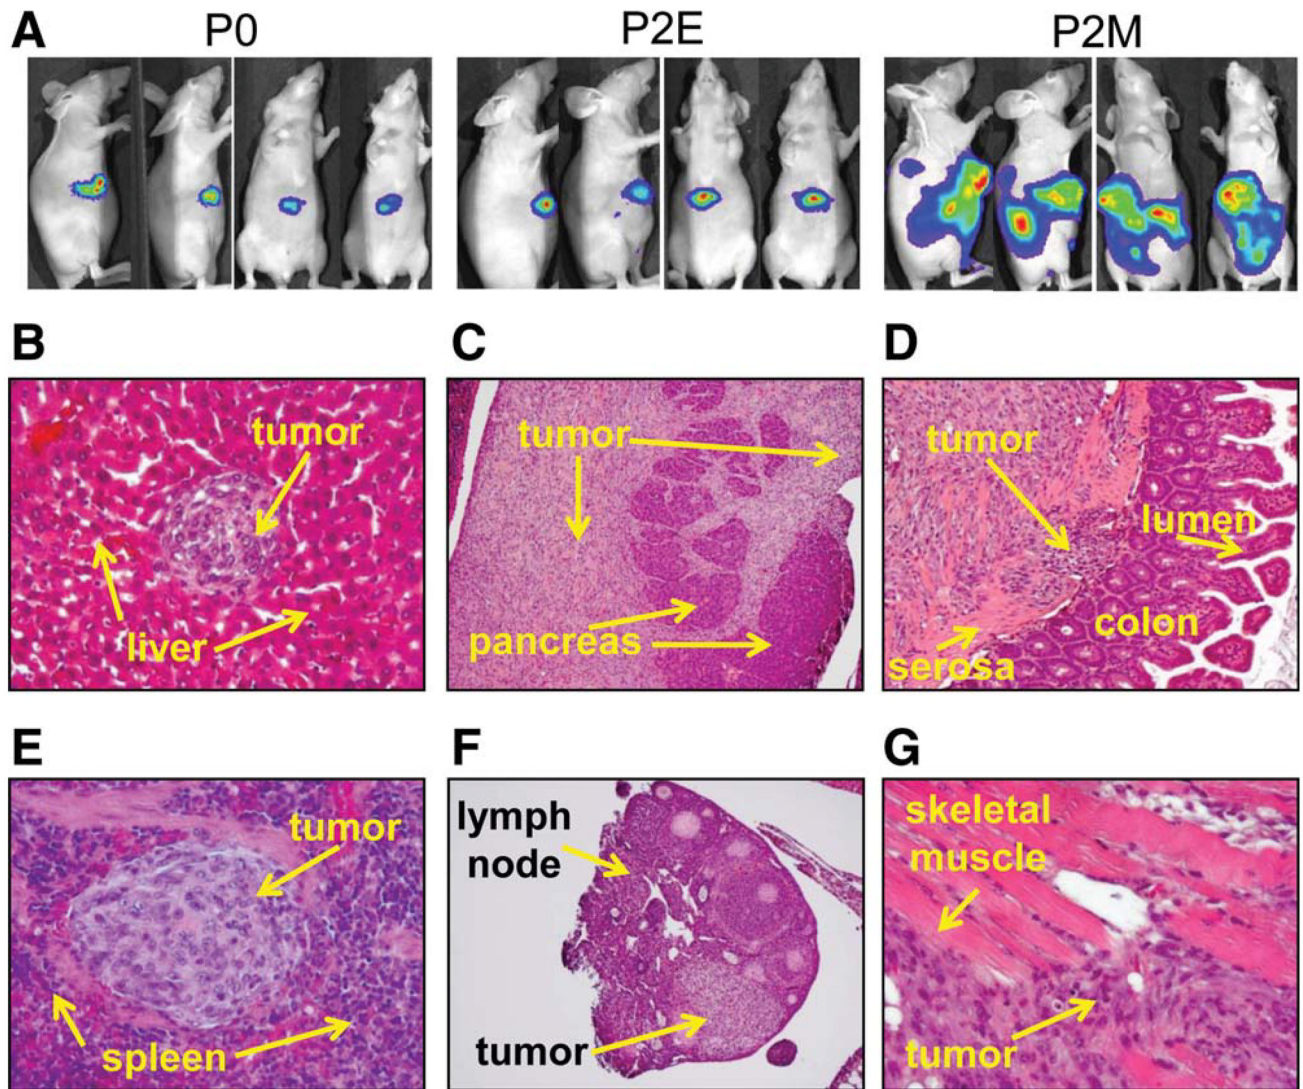 A
P0
P2E
P2M
B
tumor
liver
C
tumor
pancreas
D
tumor
lumen
colon
serosa
E
tumor
spleen
F
lymph
node
tumor
G
skeletal
muscle
tumor